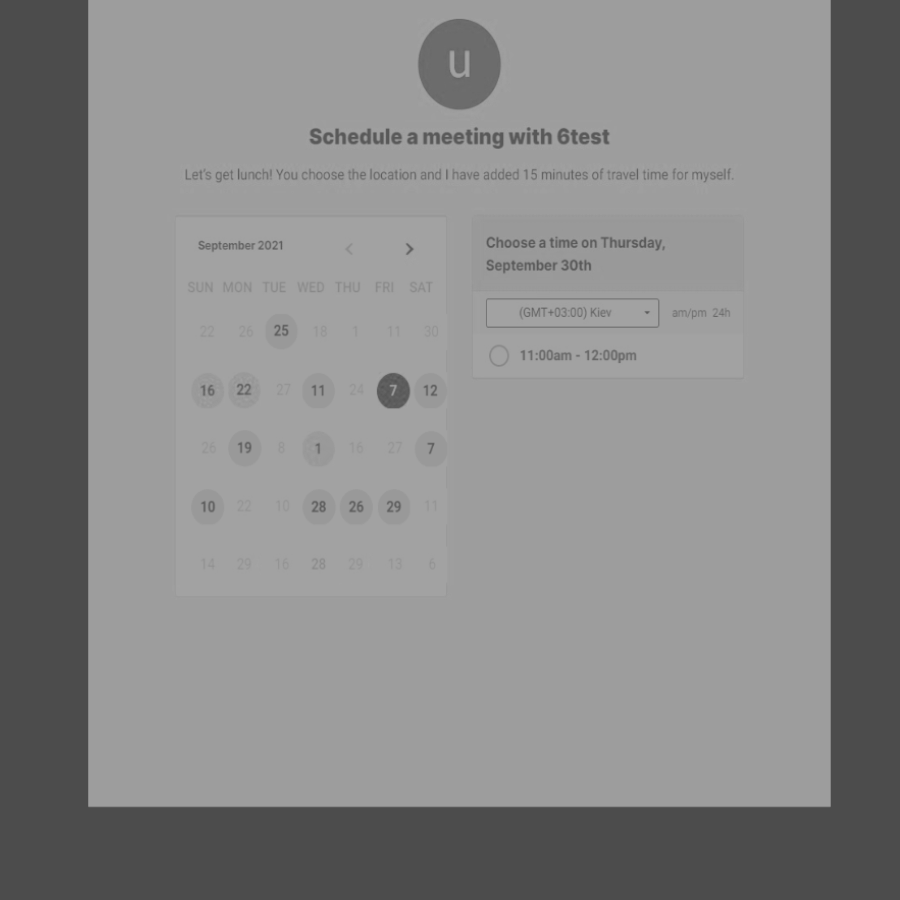 u
Schedule a meeting with 6test
Let's get lunch! You choose the location and I have added 15 minutes of travel time for myself.
September 2021
SUN MON TUE WED THU FRI SAT
22 26 25 18 1 11 30
16 22 27 11 24 7 12
26 19 8 1 16 27 7
10 22 10 28 26 29 11
14 29 16 28 29 13 6
Choose a time on Thursday,
September 30th
(GMT+03:00) Kiev am/pm 24h
11:00am - 12:00pm